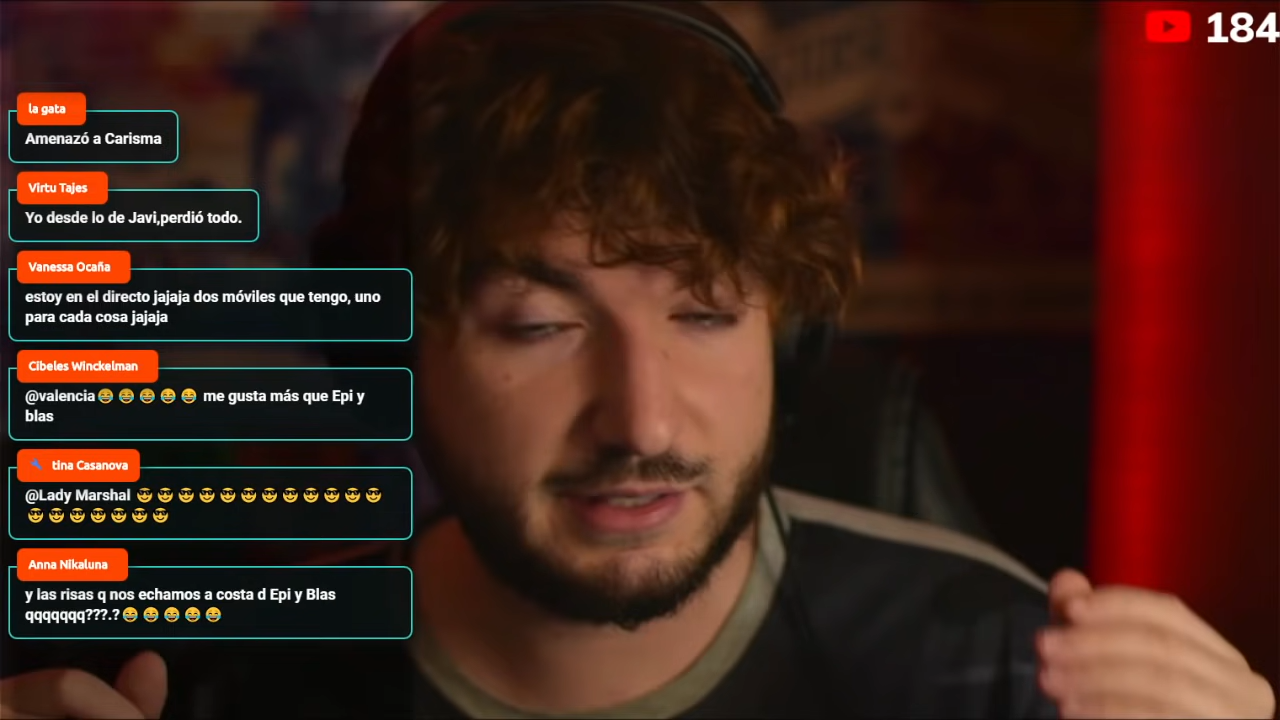 184
la gata
Amenazó a Carisma
Virtu Tajes
Yo desde lo de Javi,perdió todo.
Vanessa Ocaña
estoy en el directo jajaja dos móviles que tengo, uno
para cada cosa jajaja
Cibeles Winckelman
@valencia😂😂😂😂😂 me gusta más que Epi y
blas
tina Casanova
@Lady Marshal 😎😎😎😎😎😎😎😎😎😎😎😎
😎😎😎😎😎😎😎
Anna Nikaluna
y las risas q nos echamos a costa d Epi y Blas
qqqqqqq???.?😂😂😂😂😂